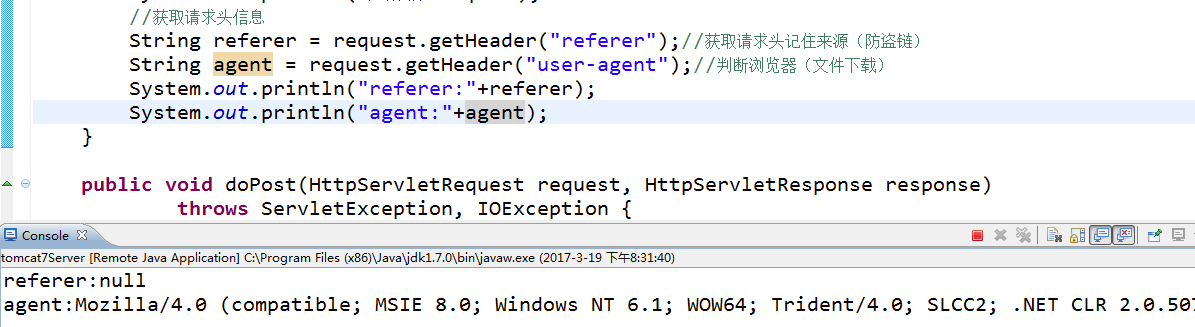 //获取请求头信息
String referer = request.getHeader("referer");//获取请求头记住来源（防盗链）
String agent = request.getHeader("user-agent");//判断浏览器（文件下载）
System.out.println("referer:"+referer);
System.out.println("agent:"+agent);
}
public void doPost(HttpServletRequest request, HttpServletResponse response)
throws ServletException, IOException {
Console
tomcat7Server [Remote Java Application] C:\Program Files (x86)\Java\jdk1.7.0\bin\javaw.exe (2017-3-19 下午8:31:40)
referer:null
agent:Mozilla/4.0 (compatible; MSIE 8.0; Windows NT 6.1; WOW64; Trident/4.0; SLCC2; .NET CLR 2.0.507